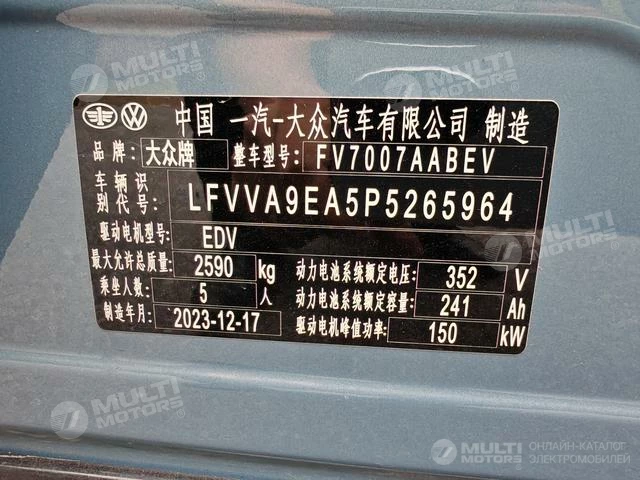 MULTI MOTORS
MULTI MOTORS
中国 一汽-大众汽车有限公司 制造
品牌: 大众牌 整车型号: FV7007AABEV
车辆识别代号: LFVVA9EA5P5265964
驱动电机型号: EDV
最大允许总质量: 2590 kg 动力电池系统额定电压: 352 V
乘坐人数: 5 人 动力电池系统额定容量: 241 Ah
制造年月: 2023-12-17 驱动电机峰值功率: 150 kW
MULTI MOTORS
MULTI MOTORS
ОНЛАЙН-КАТАЛОГ
ЭЛЕКТРОМОБИЛЕЙ